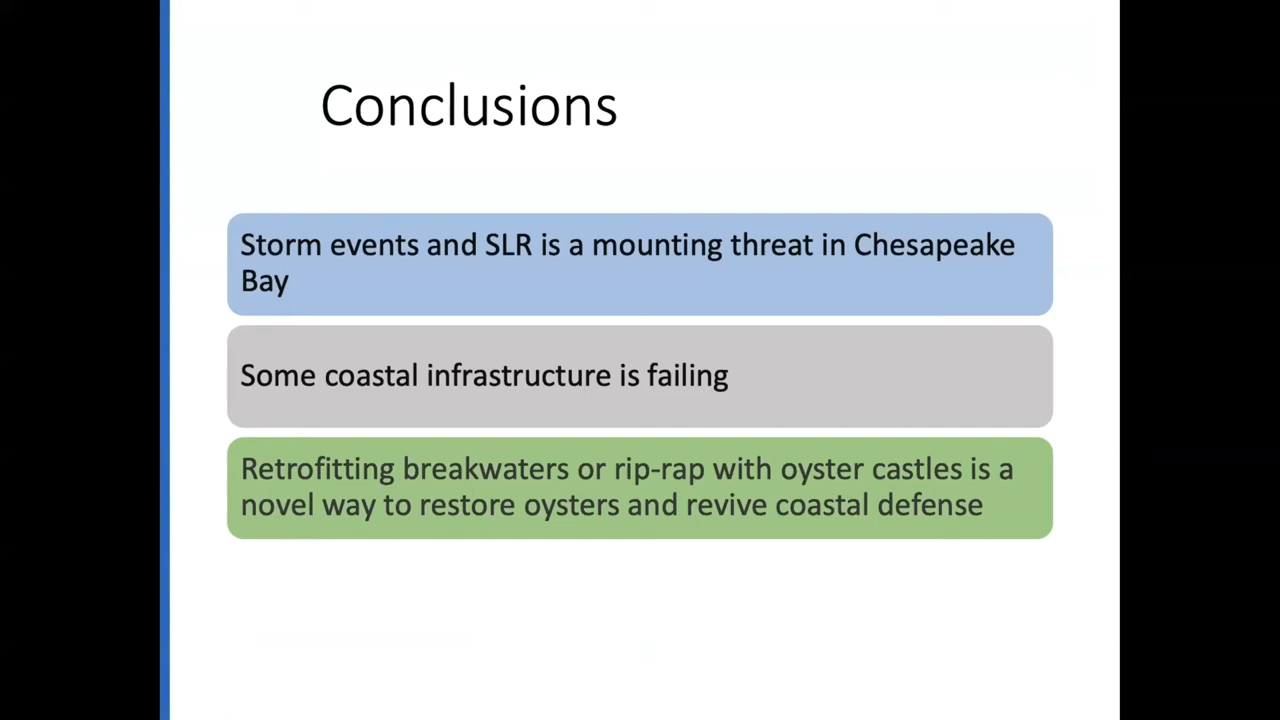 Conclusions
Storm events and SLR is a mounting threat in Chesapeake
Bay
Some coastal infrastructure is failing
Retrofitting breakwaters or rip-rap with oyster castles is a
novel way to restore oysters and revive coastal defense